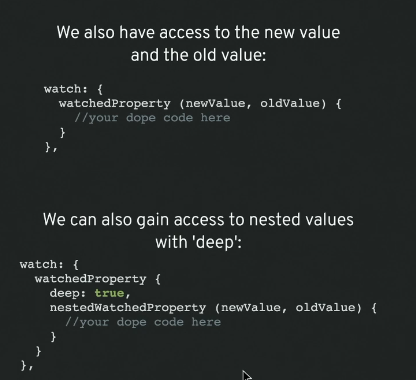 We also have access to the new value
and the old value:
watch: {
  watchedProperty (newValue, oldValue) {
    //your dope code here
  }
},
We can also gain access to nested values
with 'deep':
watch: {
  watchedProperty {
    deep: true,
    nestedWatchedProperty (newValue, oldValue) {
      //your dope code here
    }
  }
},